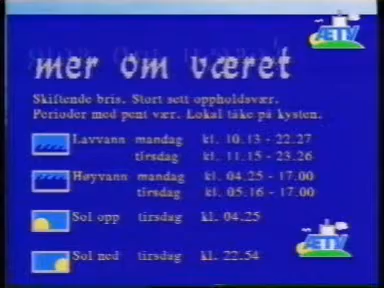 ÆTV
mer om været
Skiftende bris. Stort sett oppholdsvær.
Perioder med pent vær. Lokal tåke på kysten.
Lavvann mandag kl. 10.13 - 22.27
tirsdag kl. 11.15 - 23.26
Høyvann mandag kl. 04.25 - 17.00
tirsdag kl. 05.16 - 17.00
Sol opp tirsdag kl. 04.25
Sol ned tirsdag kl. 22.54
ÆTV